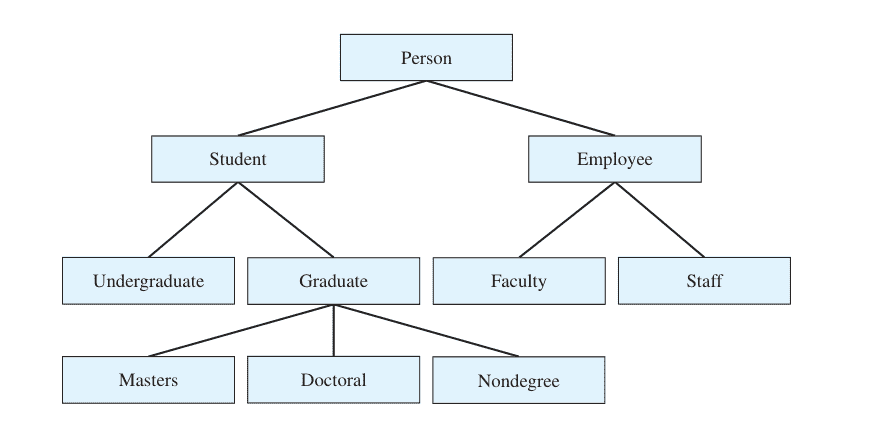 Person
Student
Employee
Undergraduate
Graduate
Faculty
Staff
Masters
Doctoral
Nondegree